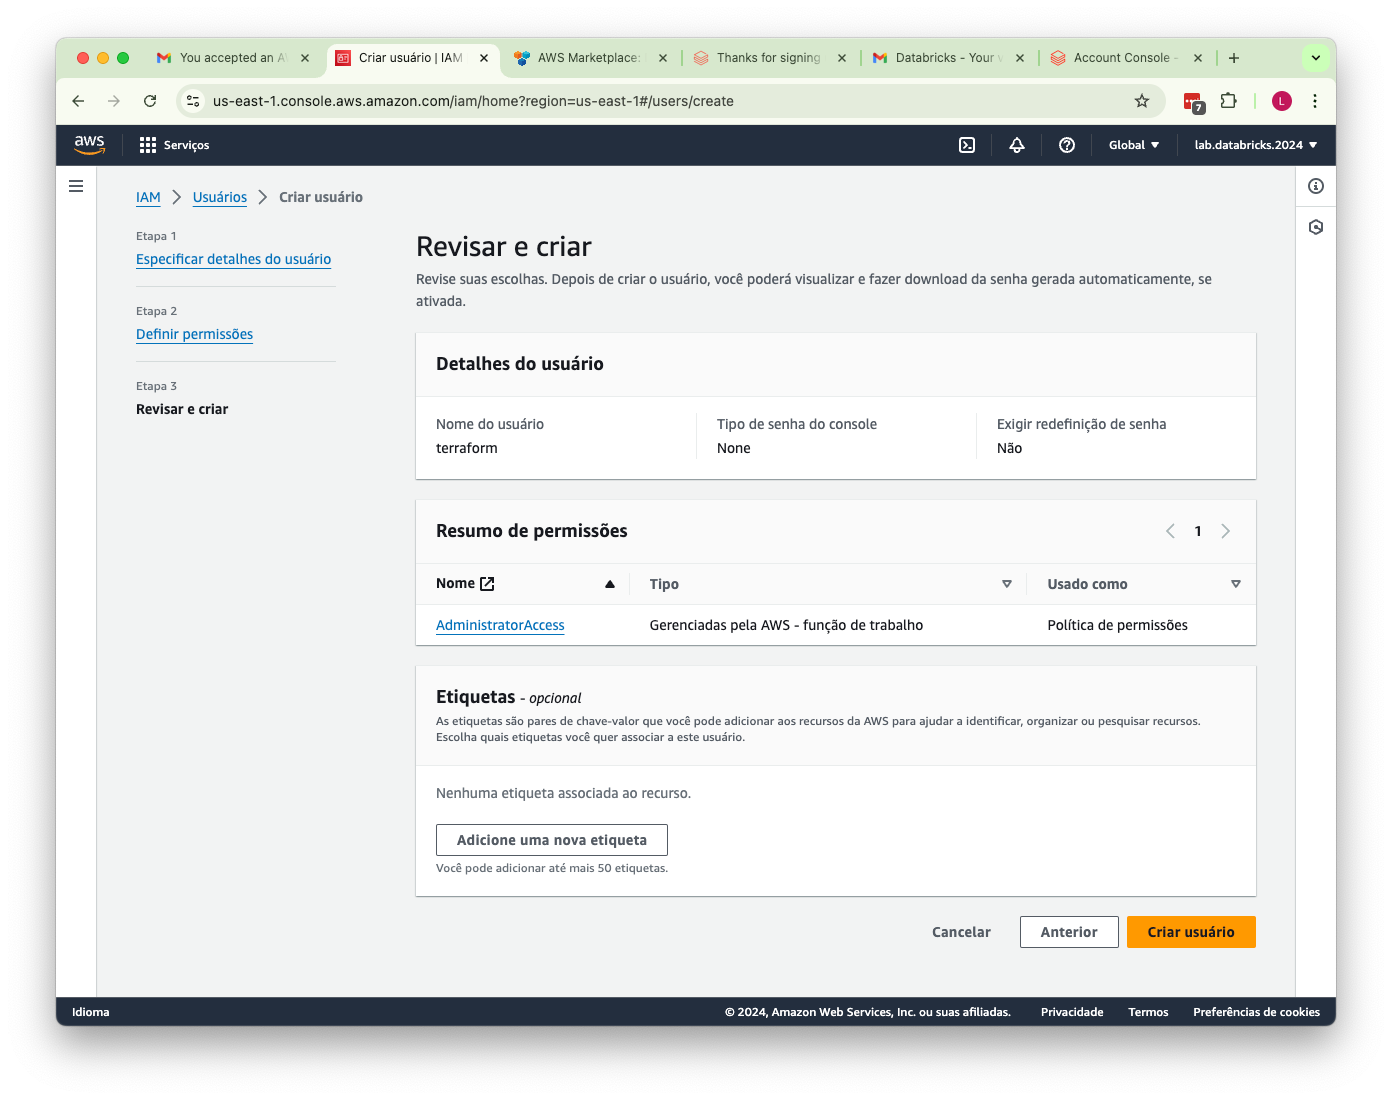 You accepted an A
Criar usuário | IAM
AWS Marketplace:
Thanks for signing
Databricks - Your
Account Console -
us-east-1.console.aws.amazon.com/iam/home?region=us-east-1#/users/create
7
L
aws
Serviços
Global
lab.databricks.2024
IAM
Usuários
Criar usuário
Etapa 1
Especificar detalhes do usuário
Etapa 2
Definir permissões
Etapa 3
Revisar e criar
Revisar e criar
Revise suas escolhas. Depois de criar o usuário, você poderá visualizar e fazer download da senha gerada automaticamente, se
ativada.
Detalhes do usuário
Nome do usuário
terraform
Tipo de senha do console
None
Exigir redefinição de senha
Não
Resumo de permissões
1
Nome
Tipo
Usado como
AdministratorAccess
Gerenciadas pela AWS - função de trabalho
Política de permissões
Etiquetas - opcional
As etiquetas são pares de chave-valor que você pode adicionar aos recursos da AWS para ajudar a identificar, organizar ou pesquisar recursos.
Escolha quais etiquetas você quer associar a este usuário.
Nenhuma etiqueta associada ao recurso.
Adicione uma nova etiqueta
Você pode adicionar até mais 50 etiquetas.
Cancelar
Anterior
Criar usuário
Idioma
© 2024, Amazon Web Services, Inc. ou suas afiliadas.
Privacidade
Termos
Preferências de cookies